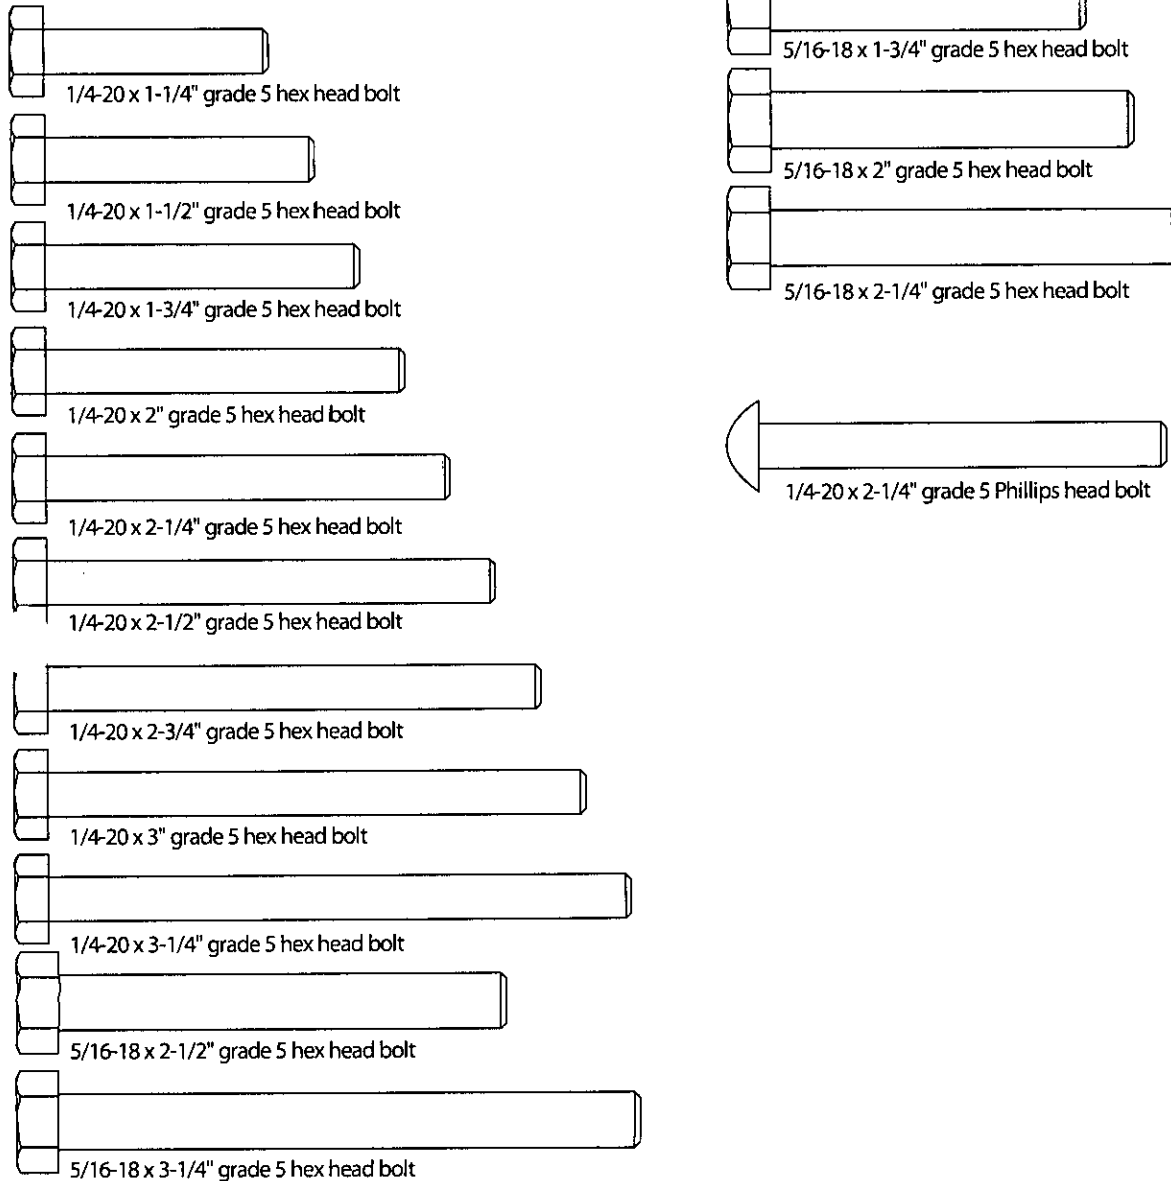 1/4-20 x 1-1/4" grade 5 hex head bolt
1/4-20 x 1-1/2" grade 5 hex head bolt
1/4-20 x 1-3/4" grade 5 hex head bolt
1/4-20 x 2" grade 5 hex head bolt
1/4-20 x 2-1/4" grade 5 hex head bolt
1/4-20 x 2-1/2" grade 5 hex head bolt
1/4-20 x 2-3/4" grade 5 hex head bolt
1/4-20 x 3" grade 5 hex head bolt
1/4-20 x 3-1/4" grade 5 hex head bolt
5/16-18 x 2-1/2" grade 5 hex head bolt
5/16-18 x 3-1/4" grade 5 hex head bolt
5/16-18 x 1-3/4" grade 5 hex head bolt
5/16-18 x 2" grade 5 hex head bolt
5/16-18 x 2-1/4" grade 5 hex head bolt
1/4-20 x 2-1/4" grade 5 Phillips head bolt